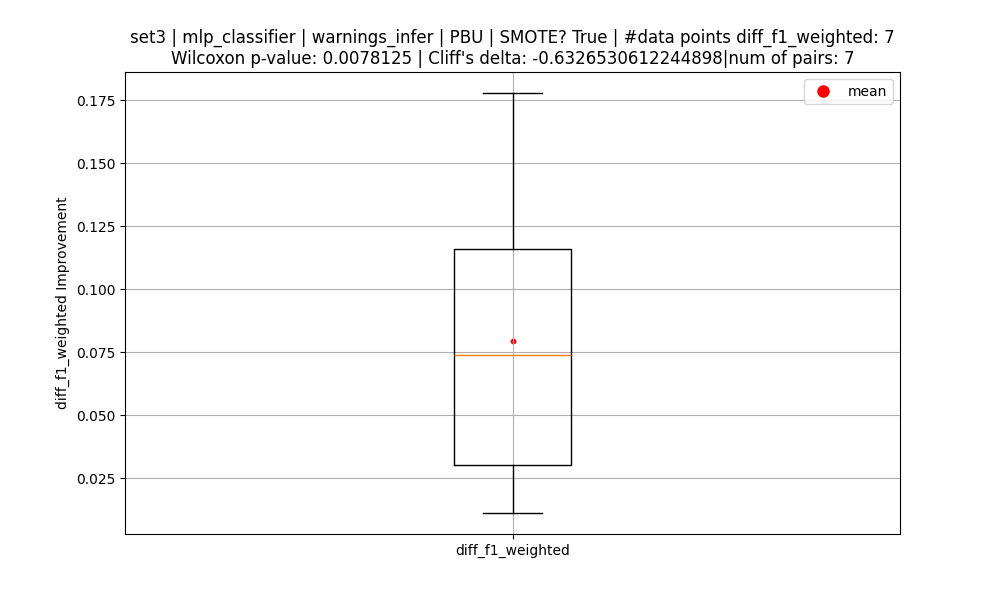 set3 | mlp_classifier | warnings_infer | PBU | SMOTE? True | #data points diff_f1_weighted: 7
Wilcoxon p-value: 0.0078125 | Cliff's delta: -0.6326530612244898|num of pairs: 7
mean
0.175
0.150
0.125
0.100
0.075
0.050
0.025
diff_f1_weighted Improvement
diff_f1_weighted